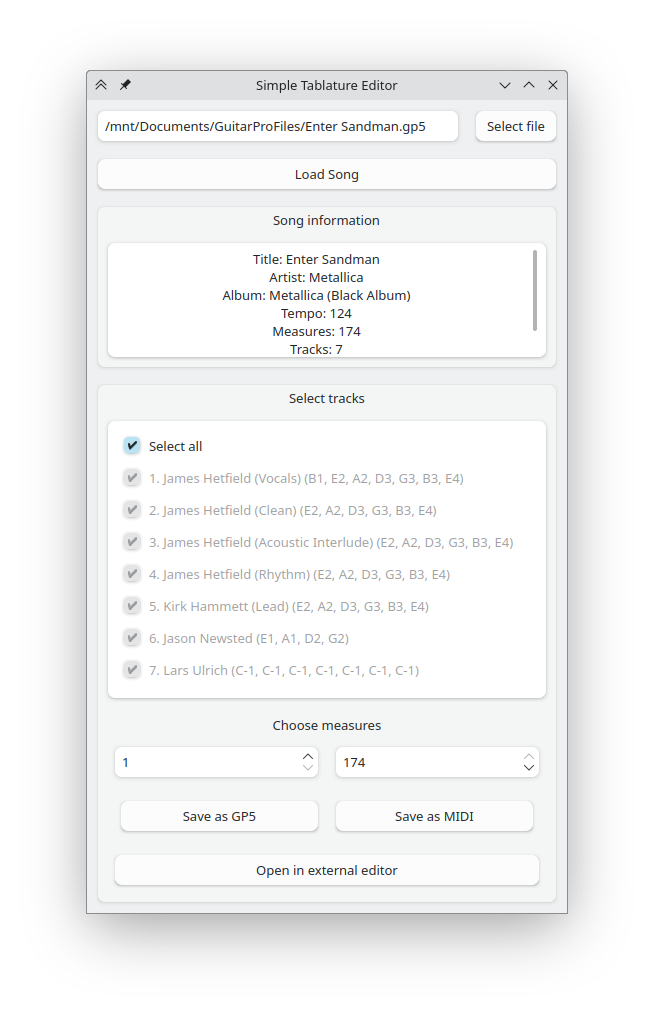 Simple Tablature Editor
/mnt/Documents/GuitarProFiles/Enter Sandman.gp5
Select file
Load Song
Song information
Title: Enter Sandman
Artist: Metallica
Album: Metallica (Black Album)
Tempo: 124
Measures: 174
Tracks: 7
Select tracks
Select all
1. James Hetfield (Vocals) (B1, E2, A2, D3, G3, B3, E4)
2. James Hetfield (Clean) (E2, A2, D3, G3, B3, E4)
3. James Hetfield (Acoustic Interlude) (E2, A2, D3, G3, B3, E4)
4. James Hetfield (Rhythm) (E2, A2, D3, G3, B3, E4)
5. Kirk Hammett (Lead) (E2, A2, D3, G3, B3, E4)
6. Jason Newsted (E1, A1, D2, G2)
7. Lars Ulrich (C-1, C-1, C-1, C-1, C-1, C-1, C-1)
Choose measures
1
174
Save as GP5
Save as MIDI
Open in external editor